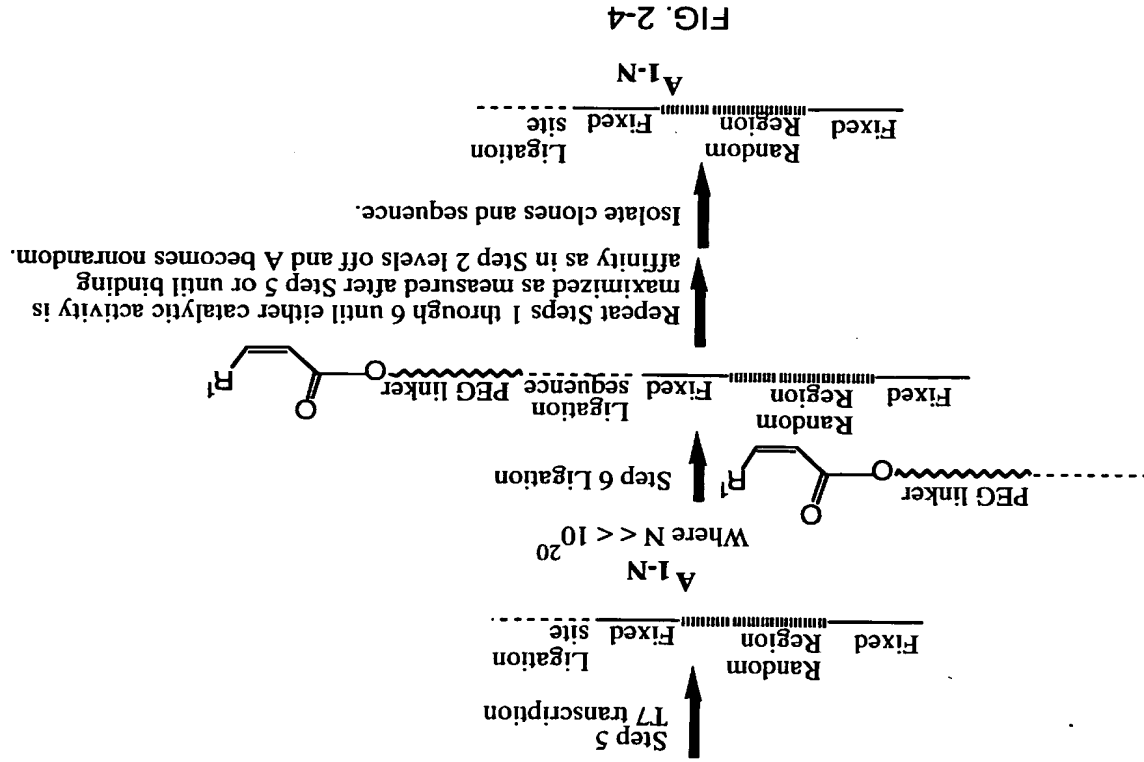 Step 5
T7 transcription
Random Ligation
Fixed Region Fixed site
A1-N
Where N < < 10²⁰
O
PEG linker O R¹
Step 6 Ligation
Random Ligation
Fixed Region Fixed sequence PEG linker O O R¹
Repeat Steps 1 through 6 until either catalytic activity is
maximized as measured after Step 5 or until binding
affinity as in Step 2 levels off and A becomes nonrandom.
Isolate clones and sequence.
Random Ligation
Fixed Region Fixed site
A1-N
FIG. 2-4